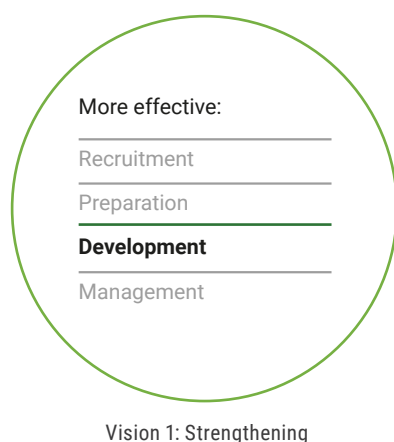 More effective:
Recruitment
Preparation
Development
Management
Vision 1: Strengthening